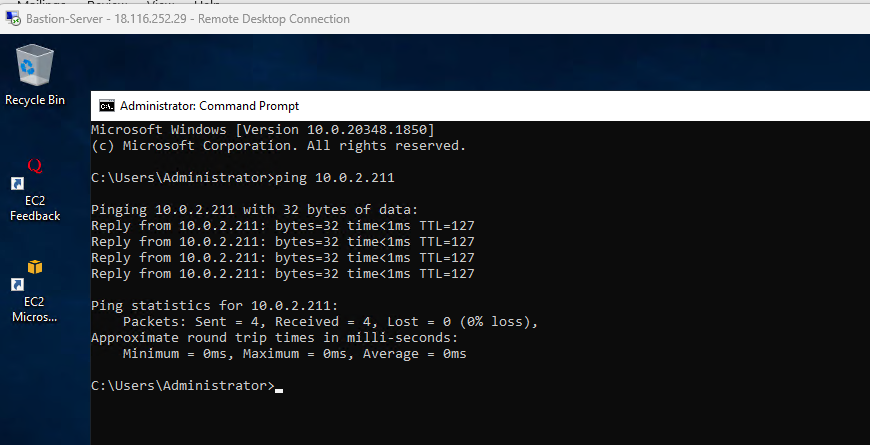 Mailings Review View Help
Bastion-Server - 18.116.252.29 - Remote Desktop Connection
Recycle Bin
Administrator: Command Prompt
Microsoft Windows [Version 10.0.20348.1850]
(c) Microsoft Corporation. All rights reserved.
C:\Users\Administrator>ping 10.0.2.211
Pinging 10.0.2.211 with 32 bytes of data:
Reply from 10.0.2.211: bytes=32 time<1ms TTL=127
Reply from 10.0.2.211: bytes=32 time<1ms TTL=127
Reply from 10.0.2.211: bytes=32 time<1ms TTL=127
Reply from 10.0.2.211: bytes=32 time<1ms TTL=127
Ping statistics for 10.0.2.211:
Packets: Sent = 4, Received = 4, Lost = 0 (0% loss),
Approximate round trip times in milli-seconds:
Minimum = 0ms, Maximum = 0ms, Average = 0ms
C:\Users\Administrator>
Q
EC2
Feedback
EC2
Micros...